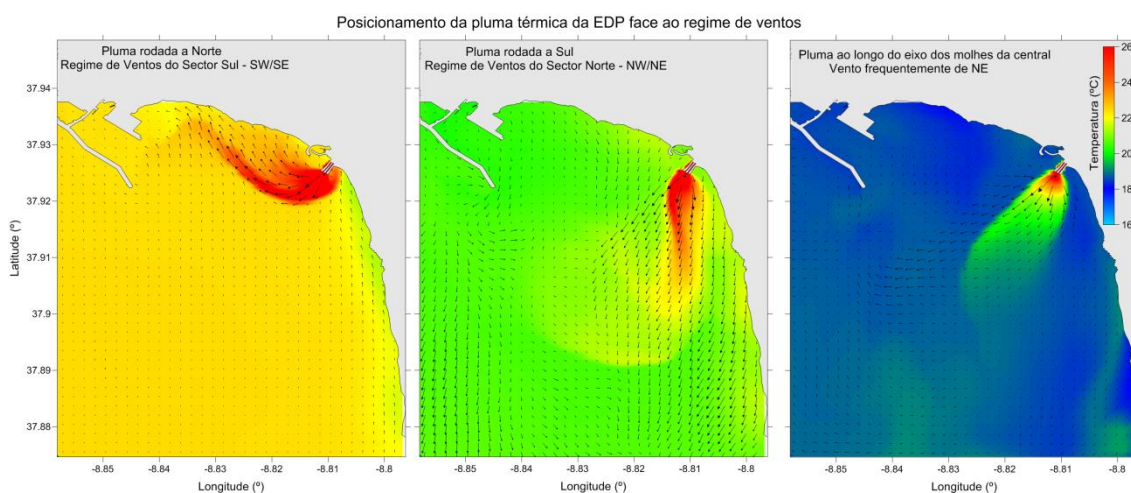 Posicionamento da pluma térmica da EDP face ao regime de ventos
Pluma rodada a Norte
Regime de Ventos do Sector Sul - SW/SE
Pluma rodada a Sul
Regime de Ventos do Sector Norte - NW/NE
Pluma ao longo do eixo dos molhes da central
Vento frequentemente de NE
Latitude (º)
37.94
37.93
37.92
37.91
37.9
37.89
37.88
-8.85 -8.84 -8.83 -8.82 -8.81 -8.8
Longitude (º)
-8.85 -8.84 -8.83 -8.82 -8.81 -8.8
Longitude (º)
-8.85 -8.84 -8.83 -8.82 -8.81 -8.8
Longitude (º)
Temperatura (ºC)
26
24
22
20
18
16